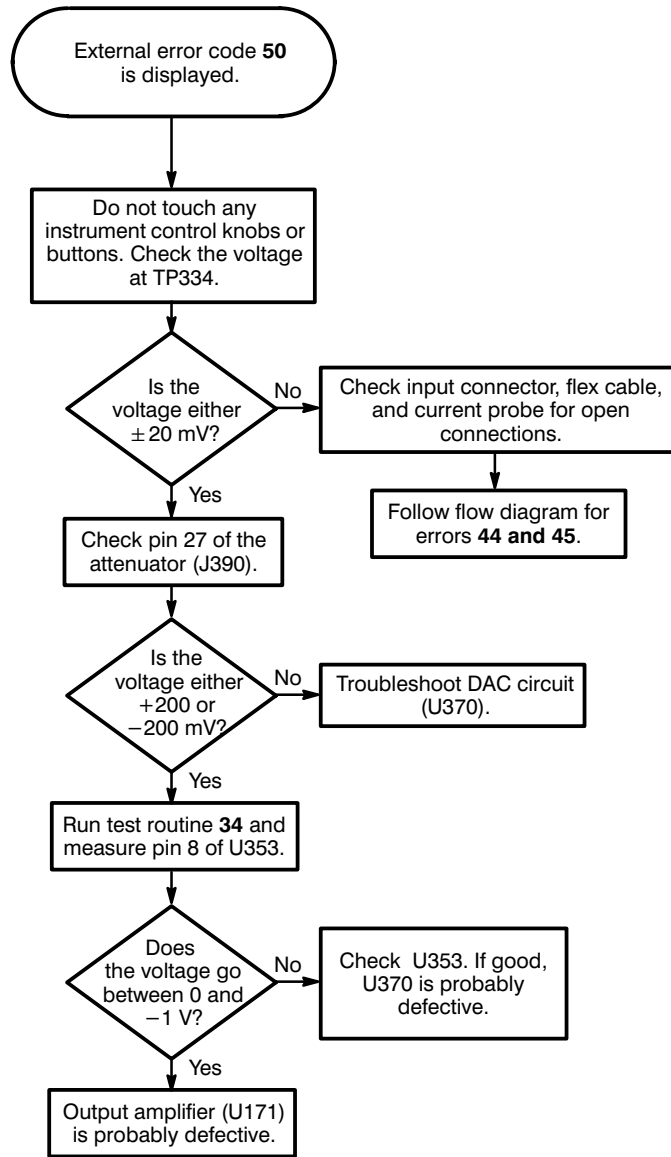 External error code 50
is displayed.
Do not touch any
instrument control knobs or
buttons. Check the voltage
at TP334.
Is the
voltage either
±20 mV?
No
Check input connector, flex cable,
and current probe for open
connections.
Yes
Follow flow diagram for
errors 44 and 45.
Check pin 27 of the
attenuator (J390).
Is the
voltage either
+200 or
−200 mV?
No
Troubleshoot DAC circuit
(U370).
Yes
Run test routine 34 and
measure pin 8 of U353.
Does
the voltage go
between 0 and
−1 V?
No
Check U353. If good,
U370 is probably
defective.
Yes
Output amplifier (U171)
is probably defective.